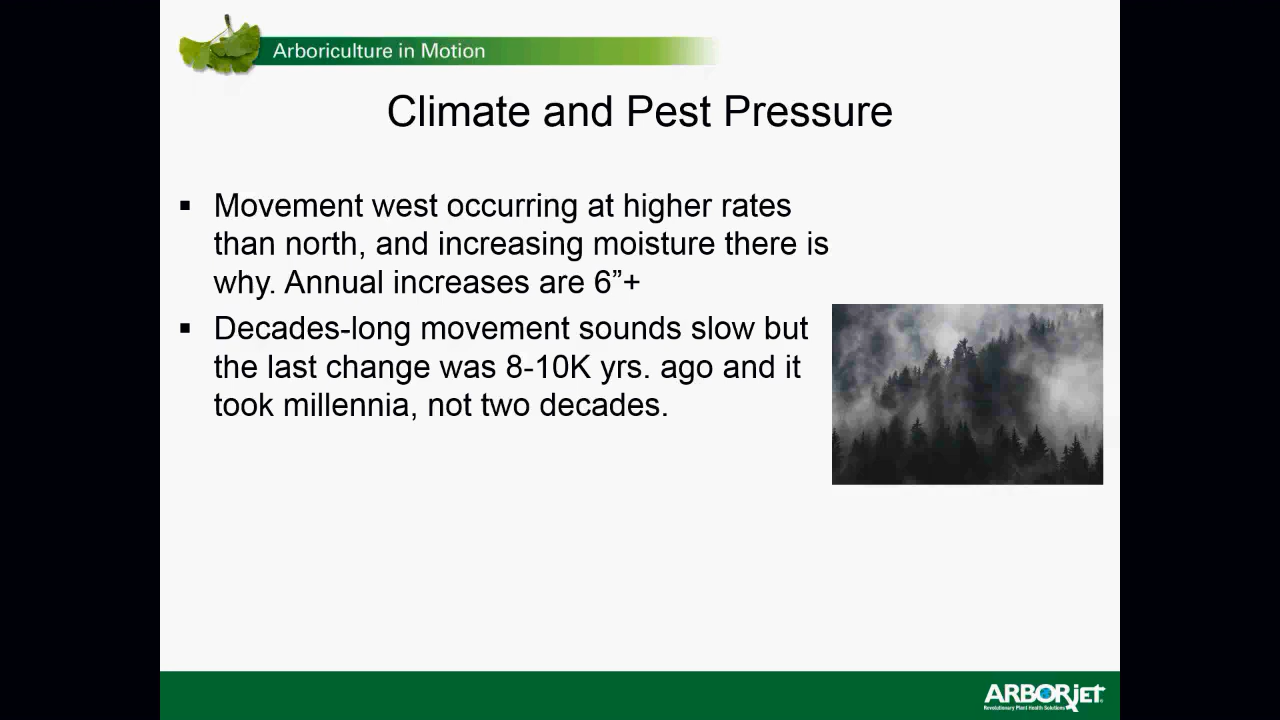 Arboriculture in Motion
Climate and Pest Pressure
▪ Movement west occurring at higher rates
than north, and increasing moisture there is
why. Annual increases are 6”+
▪ Decades-long movement sounds slow but
the last change was 8-10K yrs. ago and it
took millennia, not two decades.
ARBORjet
Revolutionary Plant Health Solutions